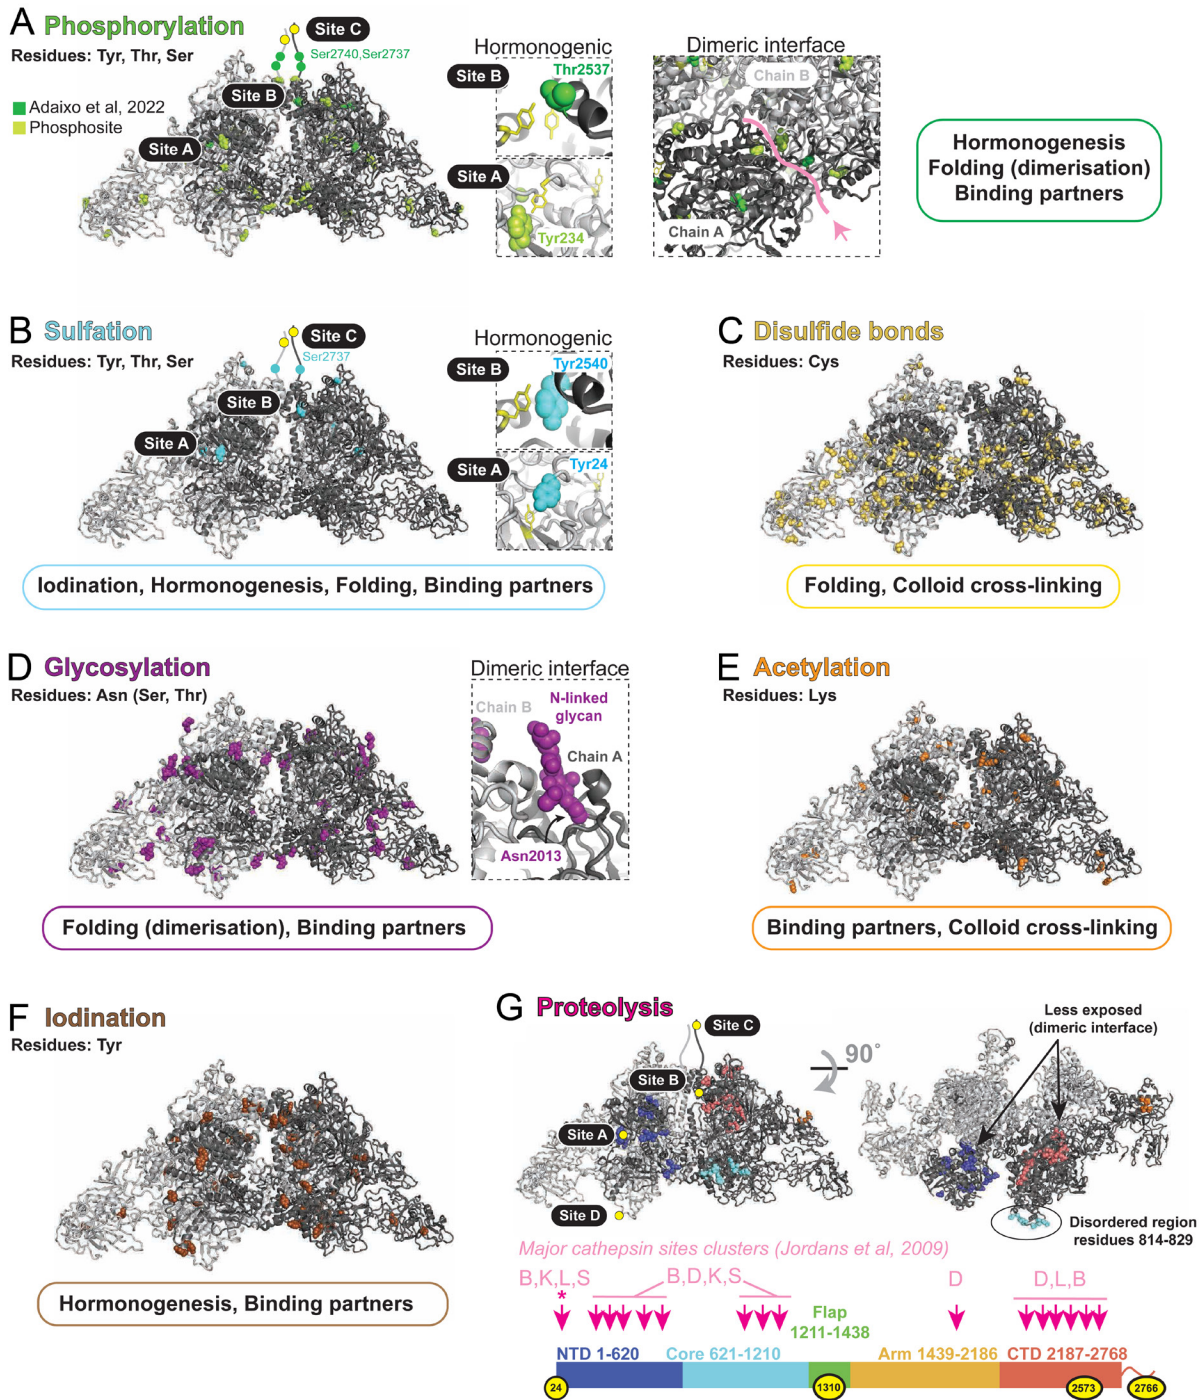 A Phosphorylation
Residues: Tyr, Thr, Ser
Adaixo et al, 2022
Phosphosite
Site C
Ser2740,Ser2737
Site B
Site A
Hormonogenic
Site B
Thr2537
Site A
Tyr234
Dimeric interface
Chain B
Chain A
Hormonogenesis
Folding (dimerisation)
Binding partners
B Sulfation
Residues: Tyr, Thr, Ser
Site C
Ser2737
Site B
Site A
Hormonogenic
Site B
Tyr2540
Site A
Tyr24
Iodination, Hormonogenesis, Folding, Binding partners
C Disulfide bonds
Residues: Cys
Folding, Colloid cross-linking
D Glycosylation
Residues: Asn (Ser, Thr)
Dimeric interface
Chain B
N-linked
glycan
Chain A
Asn2013
Folding (dimerisation), Binding partners
E Acetylation
Residues: Lys
Binding partners, Colloid cross-linking
F Iodination
Residues: Tyr
Hormonogenesis, Binding partners
G Proteolysis
Site C
Site B
Site A
Site D
90°
Less exposed
(dimeric interface)
Disordered region
residues 814-829
Major cathepsin sites clusters (Jordans et al, 2009)
B,K,L,S
*
B,D,K,S
D
D,L,B
Flap
1211-1438
NTD 1-620
Core 621-1210
Arm 1439-2186
CTD 2187-2768
24
1310
2573
2766